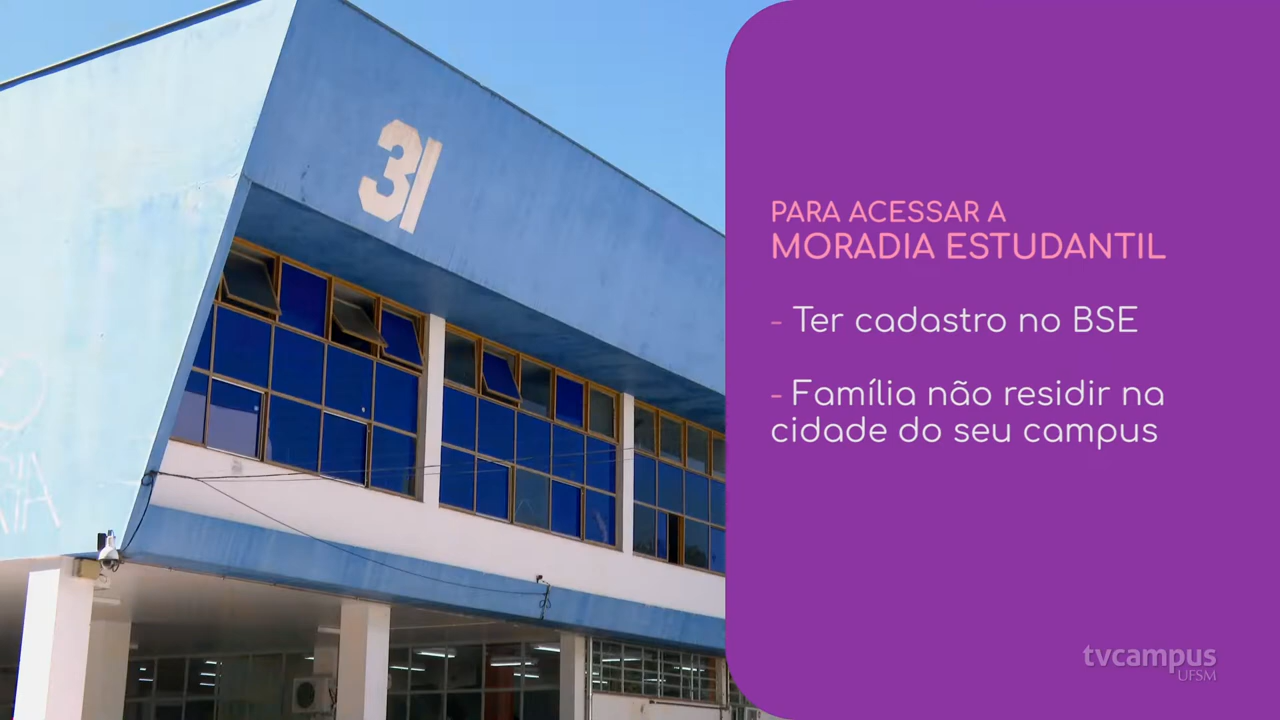 31
PARA ACESSAR A
MORADIA ESTUDANTIL
- Ter cadastro no BSE
- Família não residir na
cidade do seu campus
tvcampus
UFSM